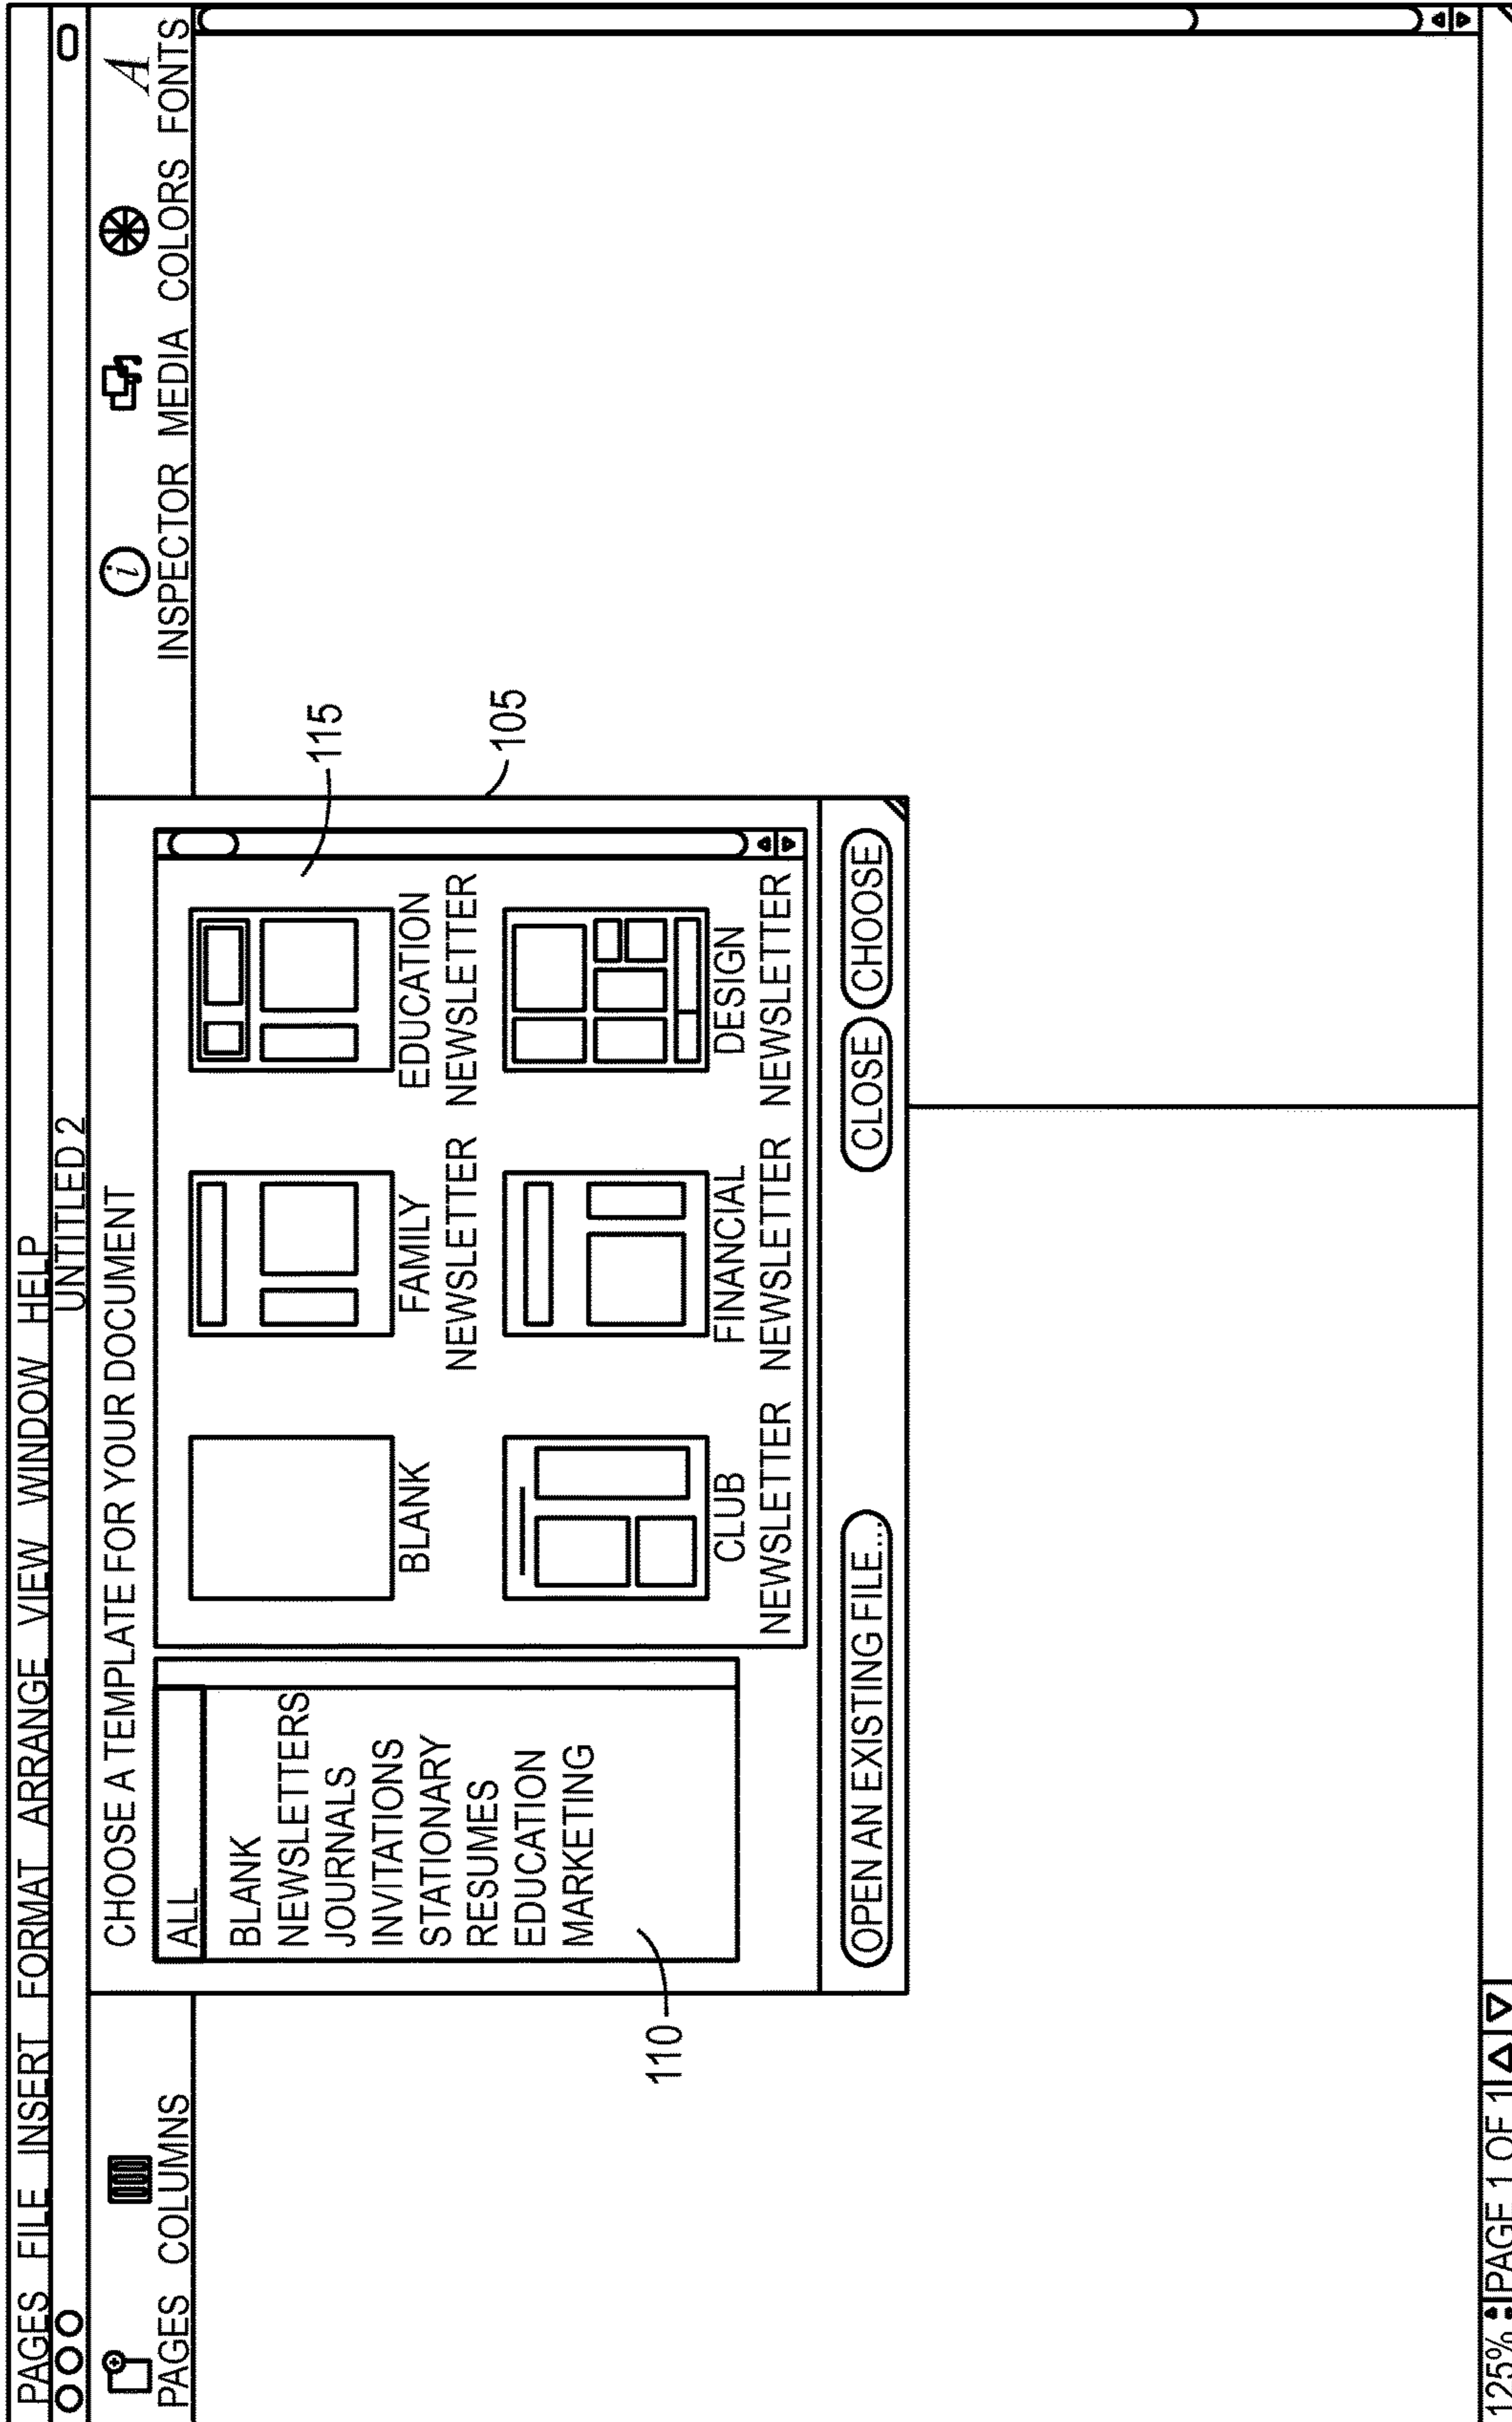 PAGES FILE INSERT FORMAT ARRANGE VIEW WINDOW HELP
UNTITLED 2
PAGES COLUMNS
INSPECTOR MEDIA COLORS FONTS
A
i
CHOOSE A TEMPLATE FOR YOUR DOCUMENT
ALL
BLANK
NEWSLETTERS
JOURNALS
INVITATIONS
STATIONARY
RESUMES
EDUCATION
MARKETING
110
BLANK
FAMILY
NEWSLETTER
EDUCATION
NEWSLETTER
CLUB
NEWSLETTER
FINANCIAL
NEWSLETTER
DESIGN
NEWSLETTER
115
105
OPEN AN EXISTING FILE...
CLOSE
CHOOSE
125% PAGE 1 OF 1